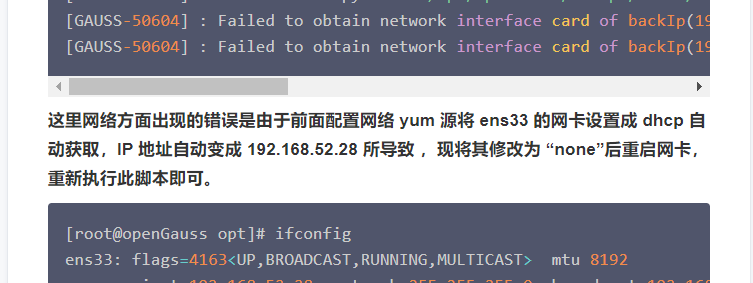 [GAUSS-50604] : Failed to obtain network interface card of backIp(19
[GAUSS-50604] : Failed to obtain network interface card of backIp(19
这里网络方面出现的错误是由于前面配置网络 yum 源将 ens33 的网卡设置成 dhcp 自
动获取，IP 地址自动变成 192.168.52.28 所导致 ，现将其修改为 “none”后重启网卡，
重新执行此脚本即可。
[root@openGauss opt]# ifconfig
ens33: flags=4163<UP,BROADCAST,RUNNING,MULTICAST>  mtu 8192